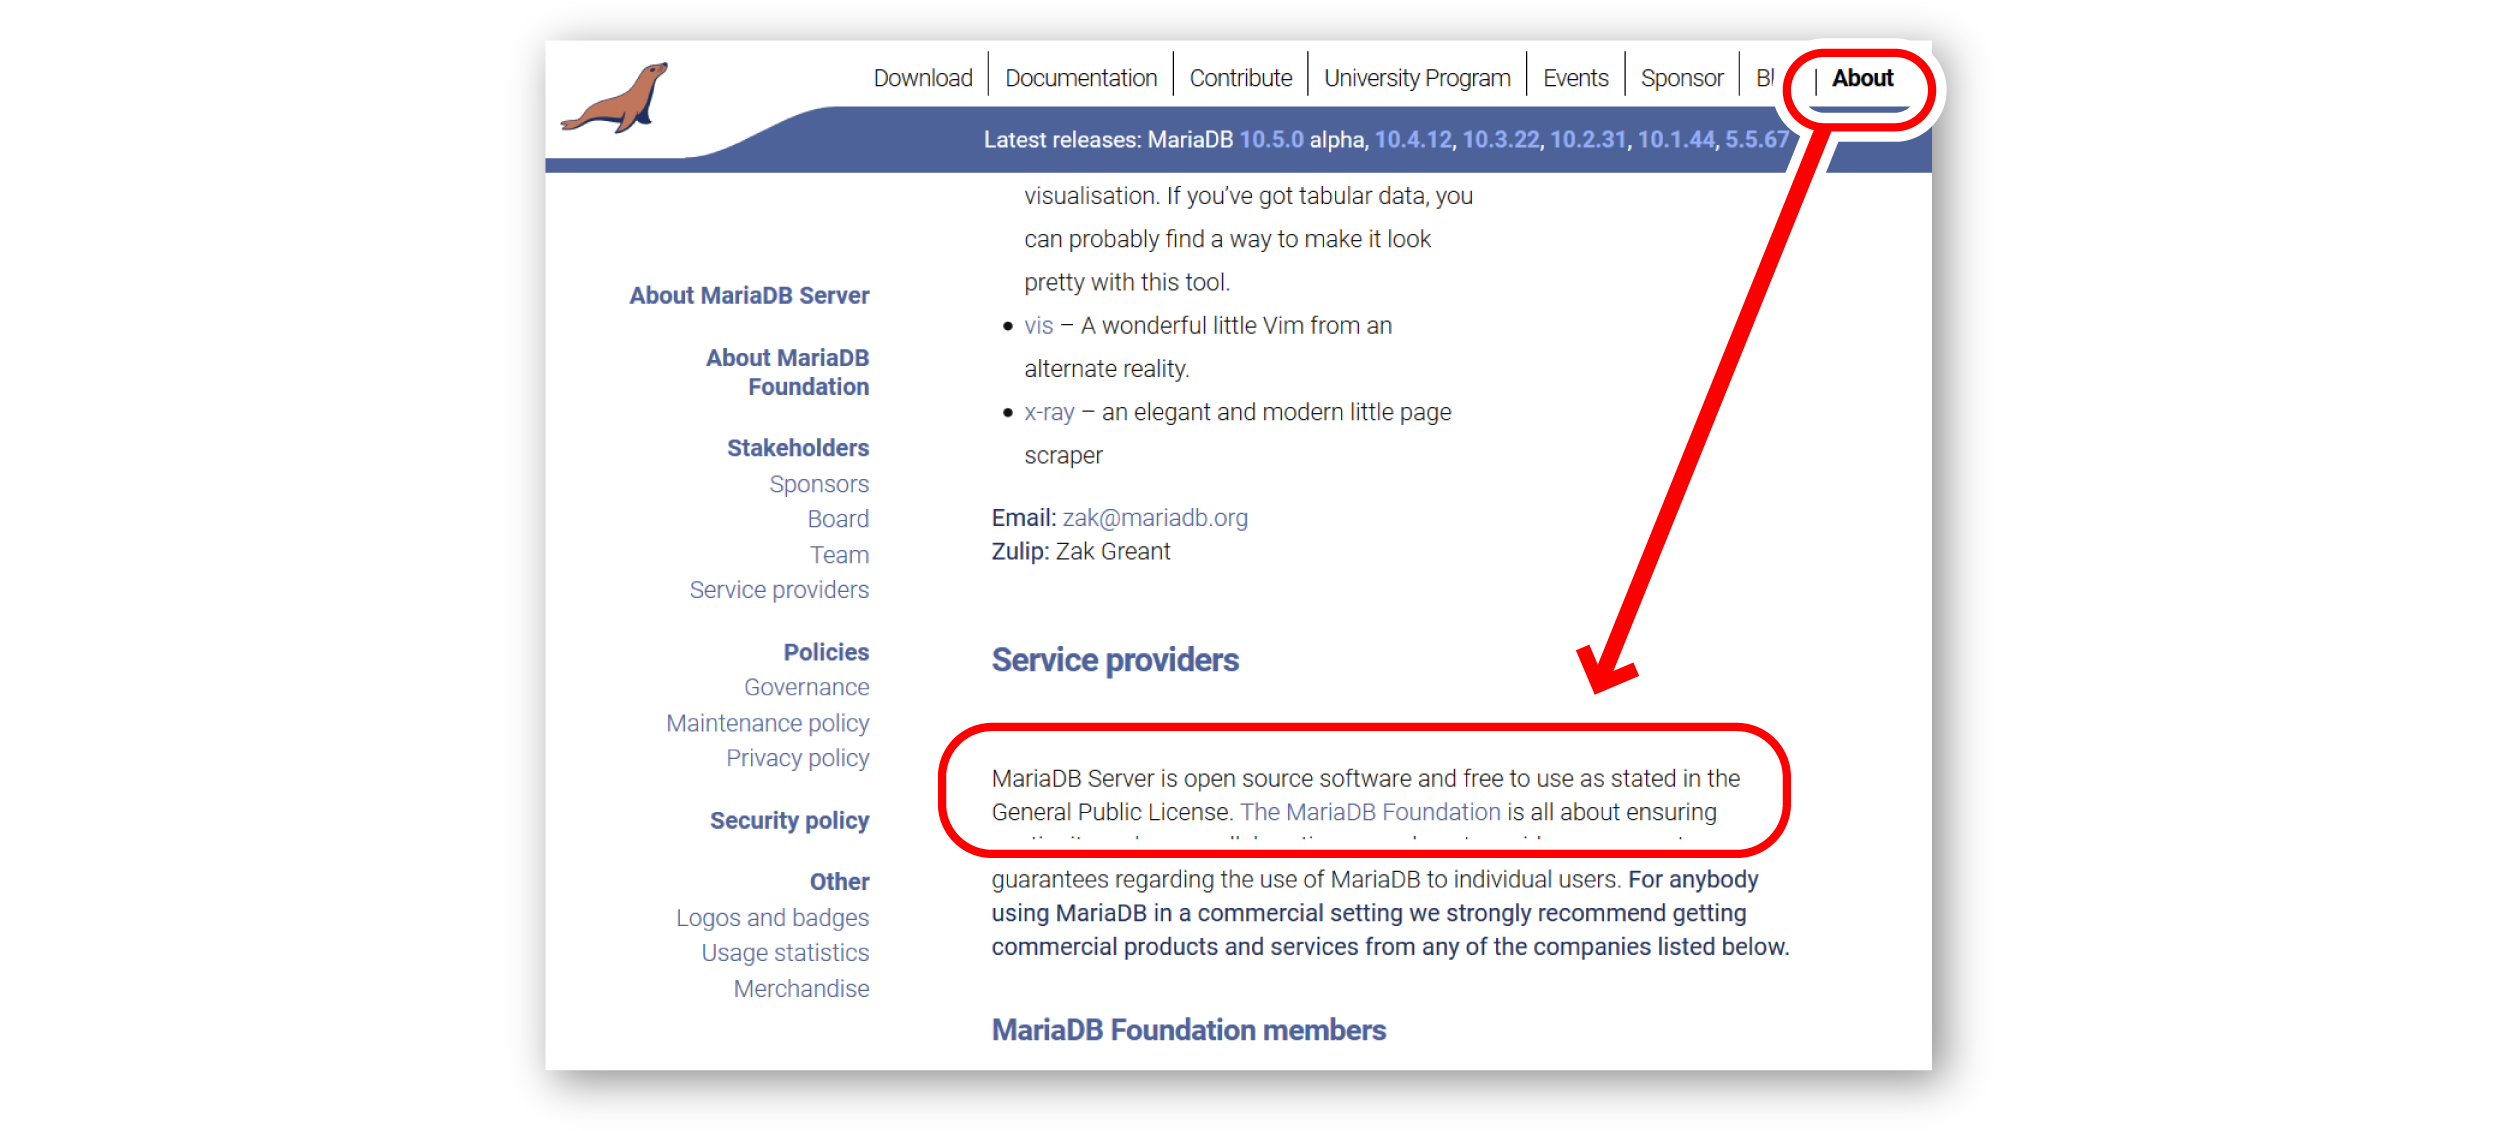 Download Documentation Contribute University Program Events Sponsor About
Latest releases: MariaDB 10.5.0 alpha, 10.4.12, 10.3.22, 10.2.31, 10.1.44, 5.5.67
About MariaDB Server
About MariaDB
Foundation
Stakeholders
Sponsors
Board
Team
Service providers
Policies
Governance
Maintenance policy
Privacy policy
Security policy
Other
Logos and badges
Usage statistics
Merchandise
visualisation. If you’ve got tabular data, you
can probably find a way to make it look
pretty with this tool.
• vis – A wonderful little Vim from an
alternate reality.
• x-ray – an elegant and modern little page
scraper
Email: zak@mariadb.org
Zulip: Zak Greant
Service providers
MariaDB Server is open source software and free to use as stated in the
General Public License. The MariaDB Foundation is all about ensuring
guarantees regarding the use of MariaDB to individual users. For anybody
using MariaDB in a commercial setting we strongly recommend getting
commercial products and services from any of the companies listed below.
MariaDB Foundation members